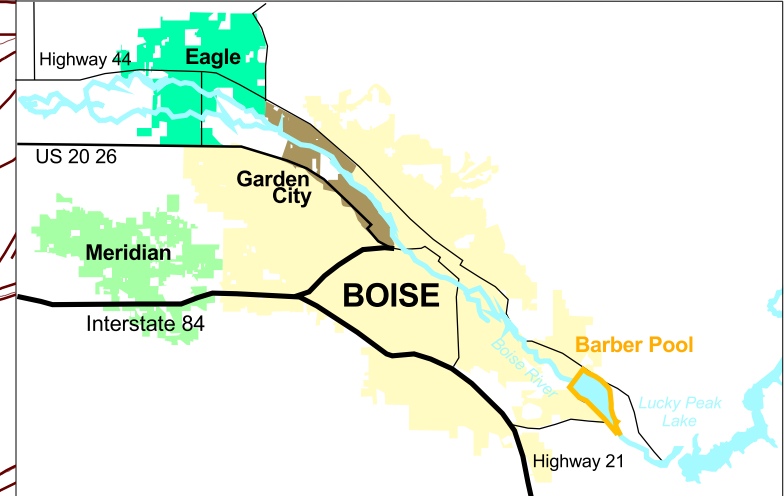 Highway 44
Eagle
US 20 26
Garden
City
Meridian
BOISE
Interstate 84
Barber Pool
Boise River
Lucky Peak
Lake
Highway 21